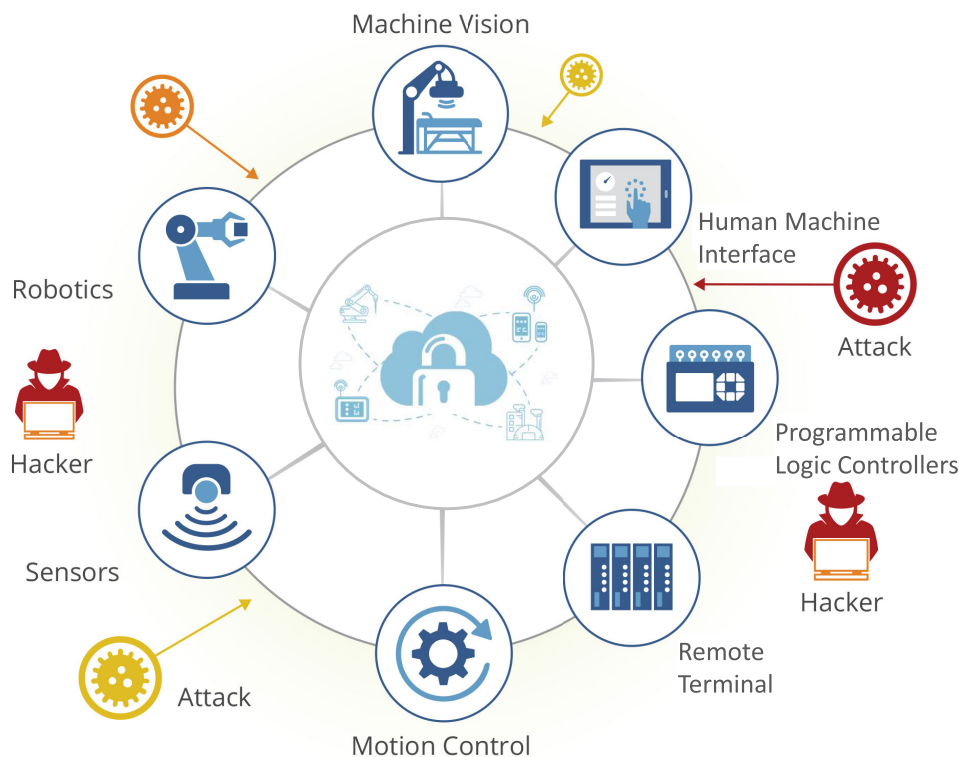 Machine Vision
Human Machine
Interface
Robotics
Attack
Hacker
Programmable
Logic Controllers
Sensors
Hacker
Remote
Terminal
Attack
Motion Control